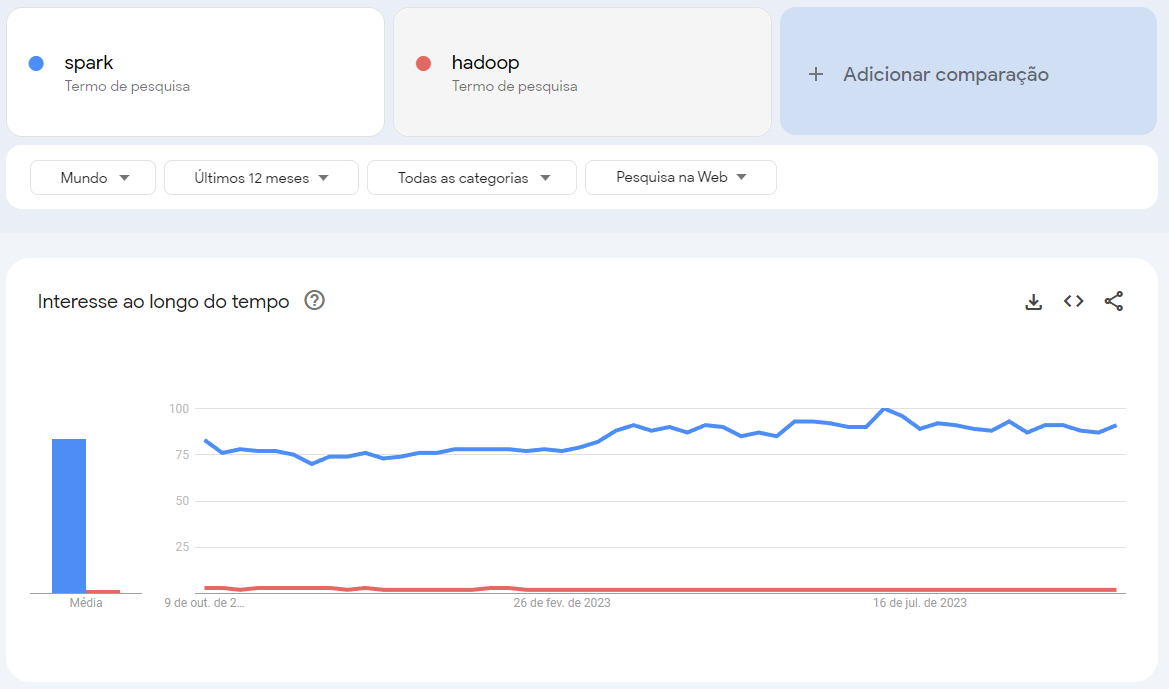 spark
Termo de pesquisa
hadoop
Termo de pesquisa
+ Adicionar comparação
Mundo
Últimos 12 meses
Todas as categorias
Pesquisa na Web
Interesse ao longo do tempo
100
75
50
25
Média
9 de out. de 2...
26 de fev. de 2023
16 de jul. de 2023